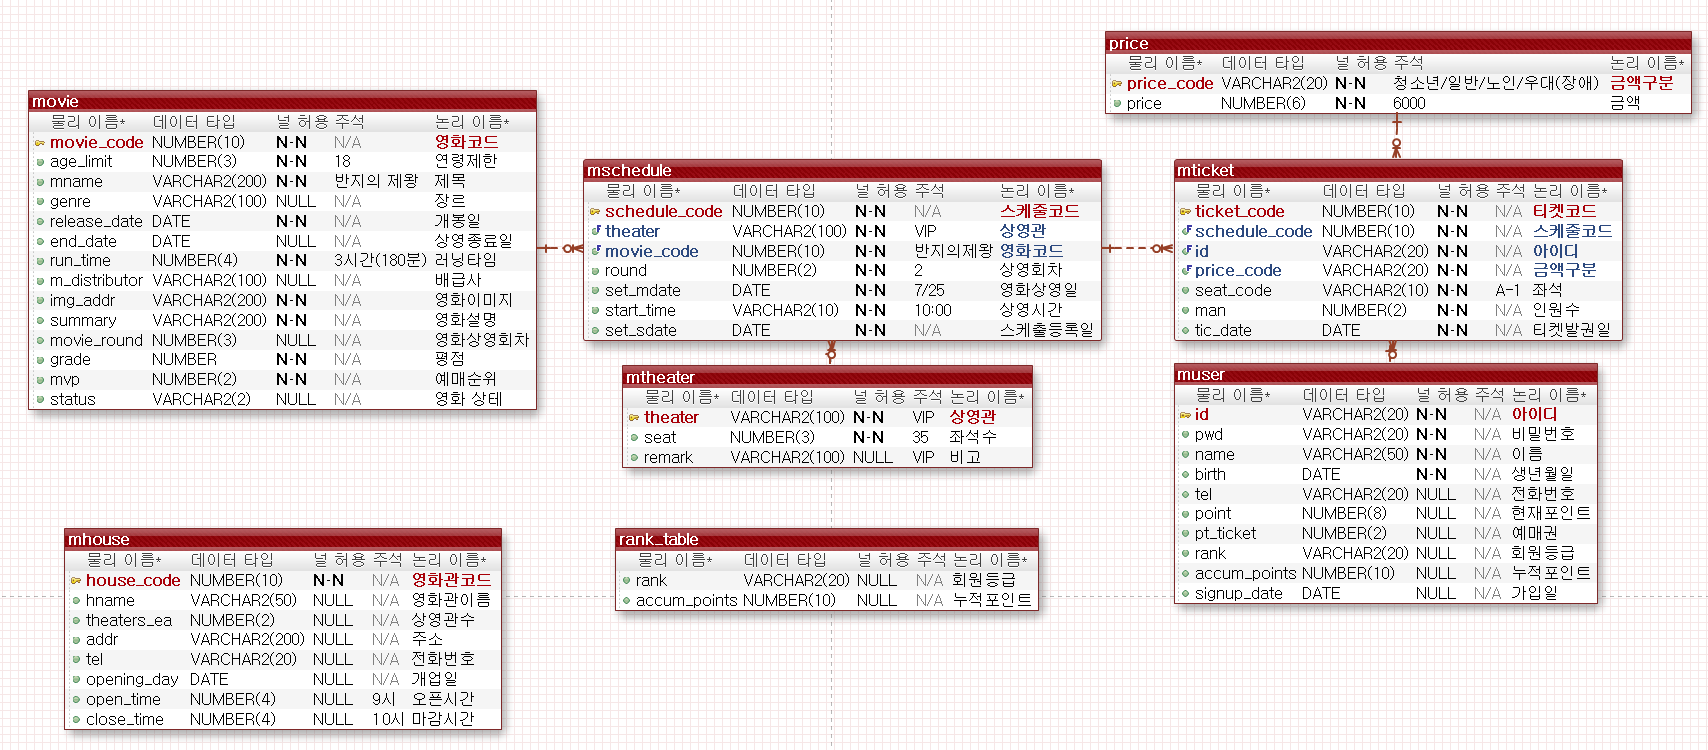 price
물리 이름* 데이터 타입 널 허용 주석 논리 이름*
price_code VARCHAR2(20) N-N 청소년/일반/노인/우대(장애) 금액구분
price NUMBER(6) N-N 6000 금액
movie
물리 이름* 데이터 타입 널 허용 주석 논리 이름*
movie_code NUMBER(10) N-N N/A 영화코드
age_limit NUMBER(3) N-N 18 연령제한
mname VARCHAR2(200) N-N 반지의 제왕 제목
genre VARCHAR2(100) NULL N/A 장르
release_date DATE N-N N/A 개봉일
end_date DATE NULL N/A 상영종료일
run_time NUMBER(4) N-N 3시간(180분) 러닝타임
m_distributor VARCHAR2(100) NULL N/A 배급사
img_addr VARCHAR2(200) N-N N/A 영화이미지
summary VARCHAR2(200) N-N N/A 영화설명
movie_round NUMBER(3) NULL N/A 영화상영회차
grade NUMBER N-N N/A 평점
mvp NUMBER(2) N-N N/A 예매순위
status VARCHAR2(2) NULL N/A 영화 상테
mschedule
물리 이름* 데이터 타입 널 허용 주석 논리 이름*
schedule_code NUMBER(10) N-N N/A 스케줄코드
theater VARCHAR2(100) N-N VIP 상영관
movie_code NUMBER(10) N-N 반지의제왕 영화코드
round NUMBER(2) N-N 2 상영회차
set_mdate DATE N-N 7/25 영화상영일
start_time VARCHAR2(10) N-N 10:00 상영시간
set_sdate DATE N-N N/A 스케출등록일
mticket
물리 이름* 데이터 타입 널 허용 주석 논리 이름*
ticket_code NUMBER(10) N-N N/A 티켓코드
schedule_code NUMBER(10) N-N N/A 스케줄코드
id VARCHAR2(20) N-N N/A 아이디
price_code VARCHAR2(20) N-N N/A 금액구분
seat_code VARCHAR2(10) N-N A-1 좌석
man NUMBER(2) N-N N/A 인원수
tic_date DATE N-N N/A 티켓발권일
mtheater
물리 이름* 데이터 타입 널 허용 주석 논리 이름*
theater VARCHAR2(100) N-N VIP 상영관
seat NUMBER(3) N-N 35 좌석수
remark VARCHAR2(100) NULL VIP 비고
muser
물리 이름* 데이터 타입 널 허용 주석 논리 이름*
id VARCHAR2(20) N-N N/A 아이디
pwd VARCHAR2(20) N-N N/A 비밀번호
name VARCHAR2(50) N-N N/A 이름
birth DATE N-N N/A 생년월일
tel VARCHAR2(20) NULL N/A 전화번호
point NUMBER(8) NULL N/A 현재포인트
pt_ticket NUMBER(2) NULL N/A 예매권
rank VARCHAR2(20) NULL N/A 회원등급
accum_points NUMBER(10) NULL N/A 누적포인트
signup_date DATE NULL N/A 가입일
mhouse
물리 이름* 데이터 타입 널 허용 주석 논리 이름*
house_code NUMBER(10) N-N N/A 영화관코드
hname VARCHAR2(50) NULL N/A 영화관이름
theaters_ea NUMBER(2) NULL N/A 상영관수
addr VARCHAR2(200) NULL N/A 주소
tel VARCHAR2(20) NULL N/A 전화번호
opening_day DATE NULL N/A 개업일
open_time NUMBER(4) NULL 9시 오픈시간
close_time NUMBER(4) NULL 10시 마감시간
rank_table
물리 이름* 데이터 타입 널 허용 주석 논리 이름*
rank VARCHAR2(20) NULL N/A 회원등급
accum_points NUMBER(10) NULL N/A 누적포인트